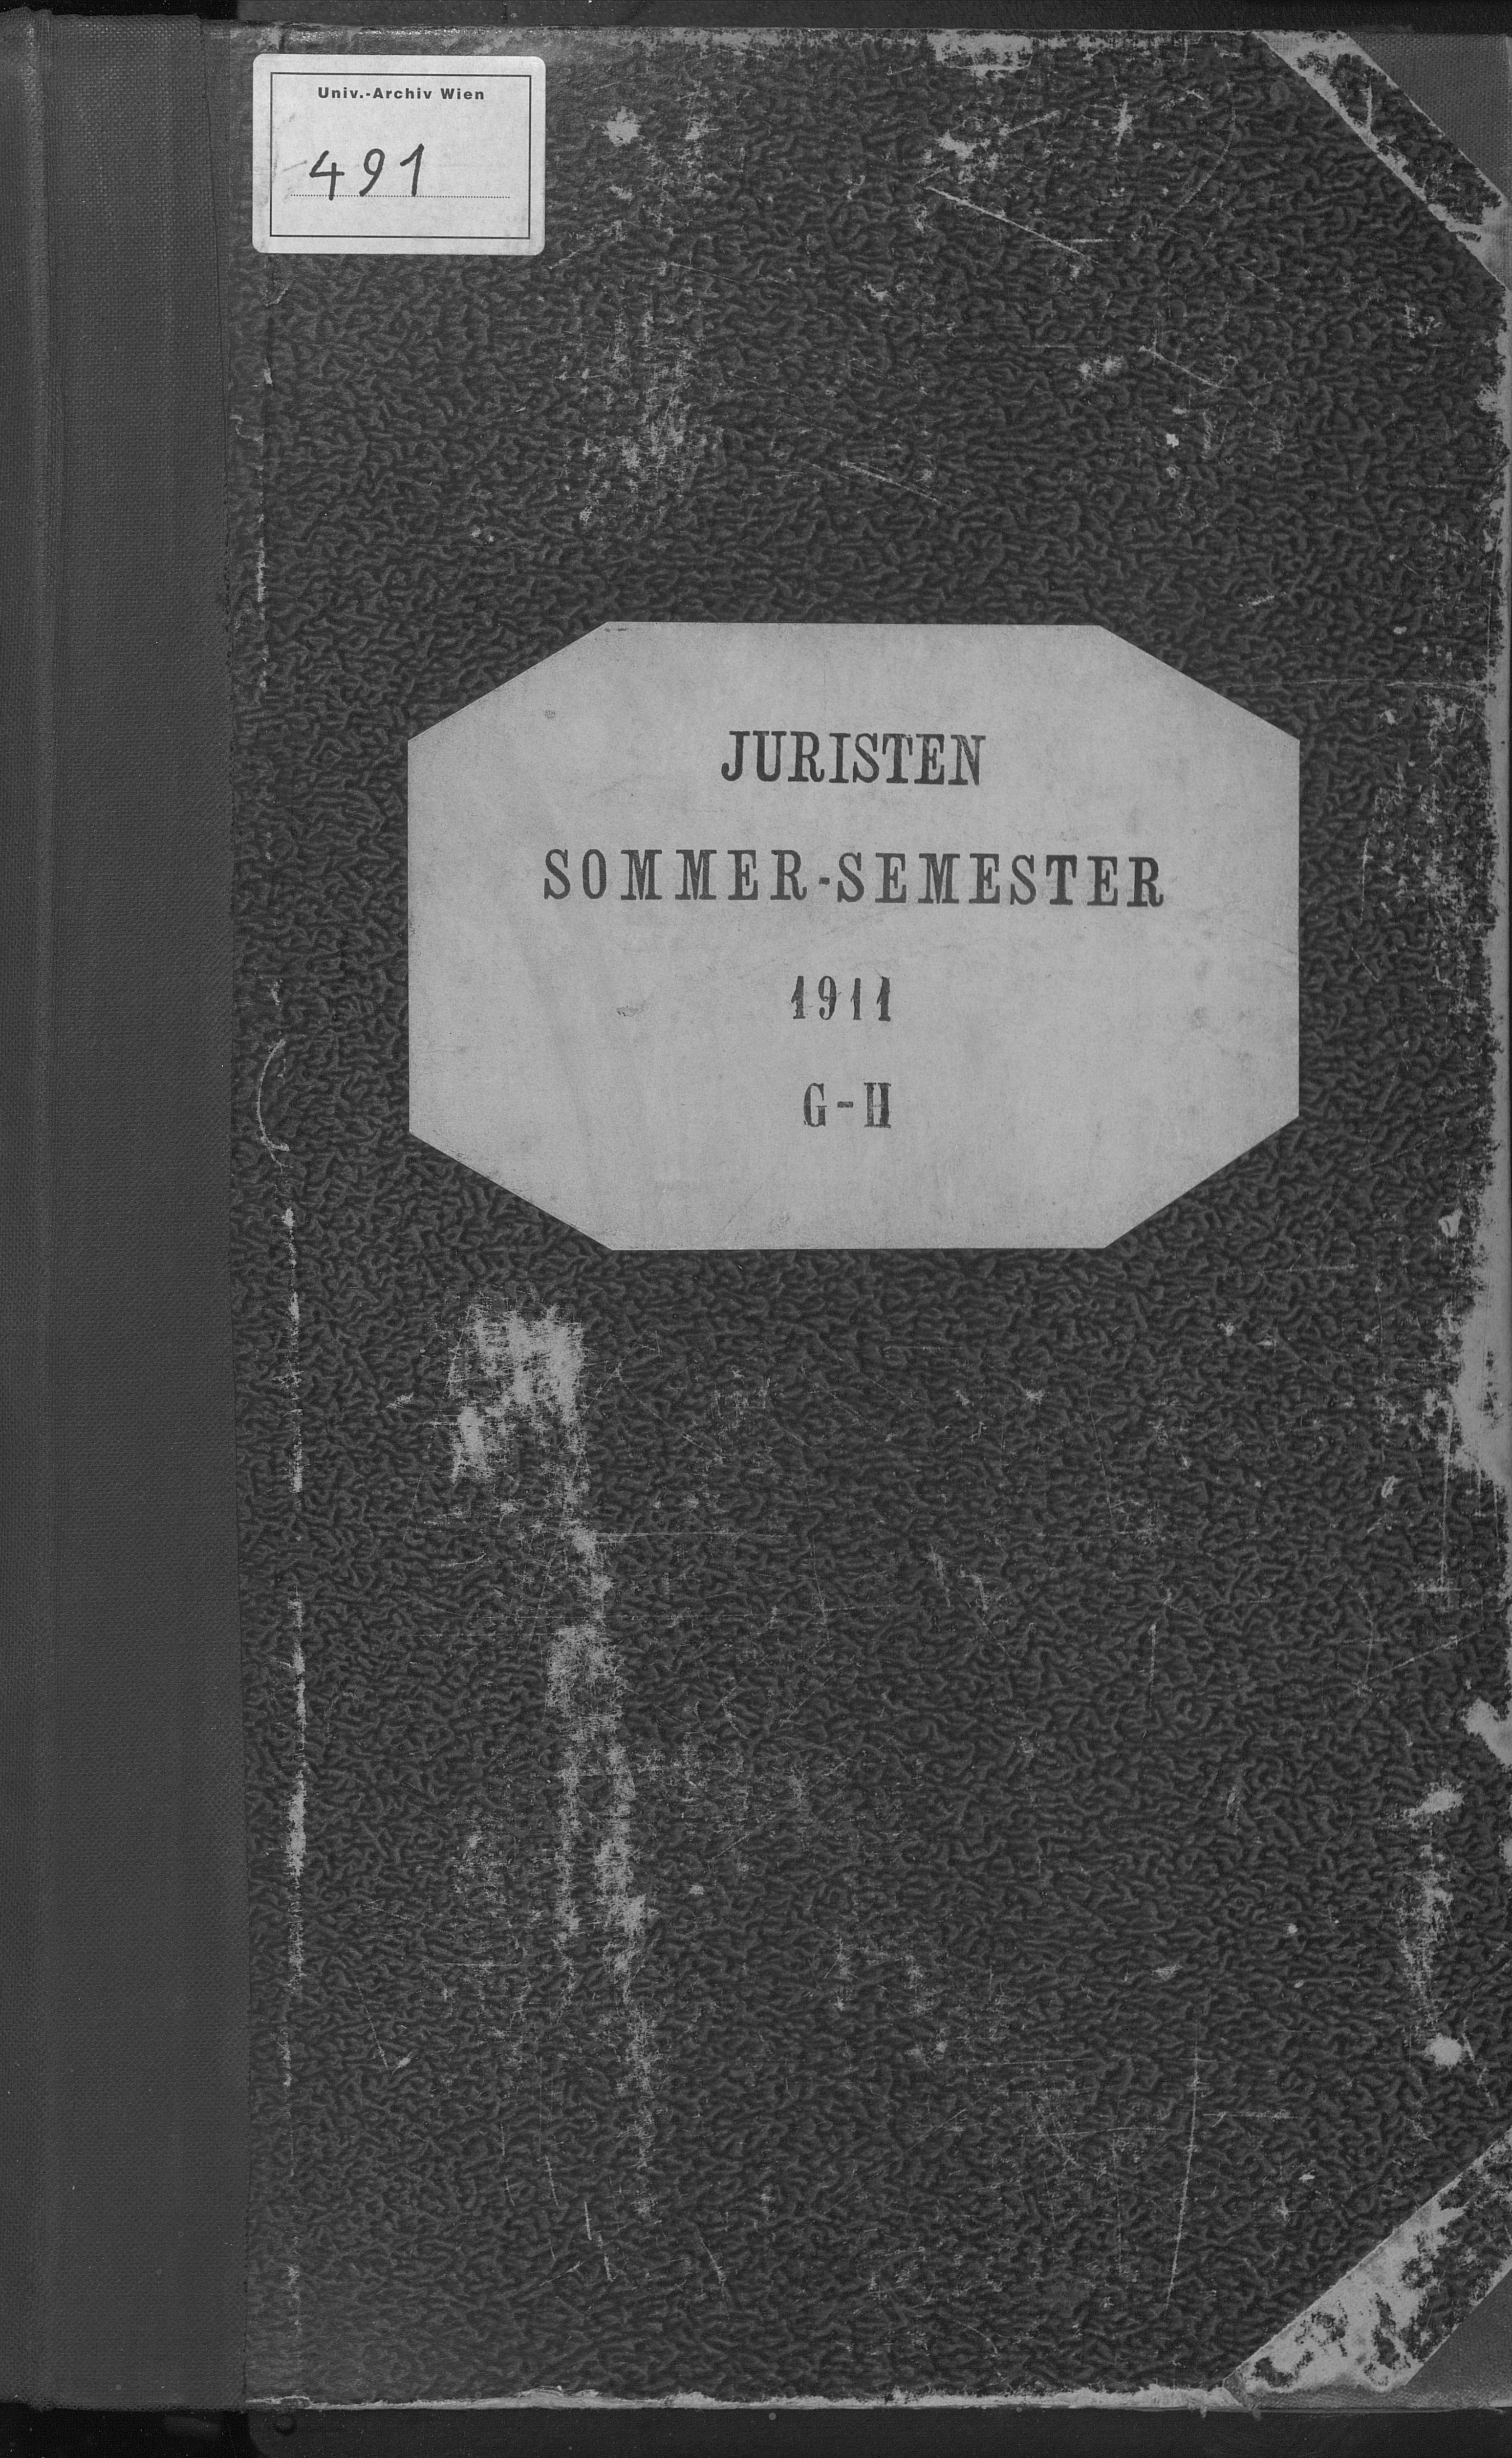 Univ.-Archiv Wien
491
JURISTEN
SOMMER-SEMESTER
1911
G-H